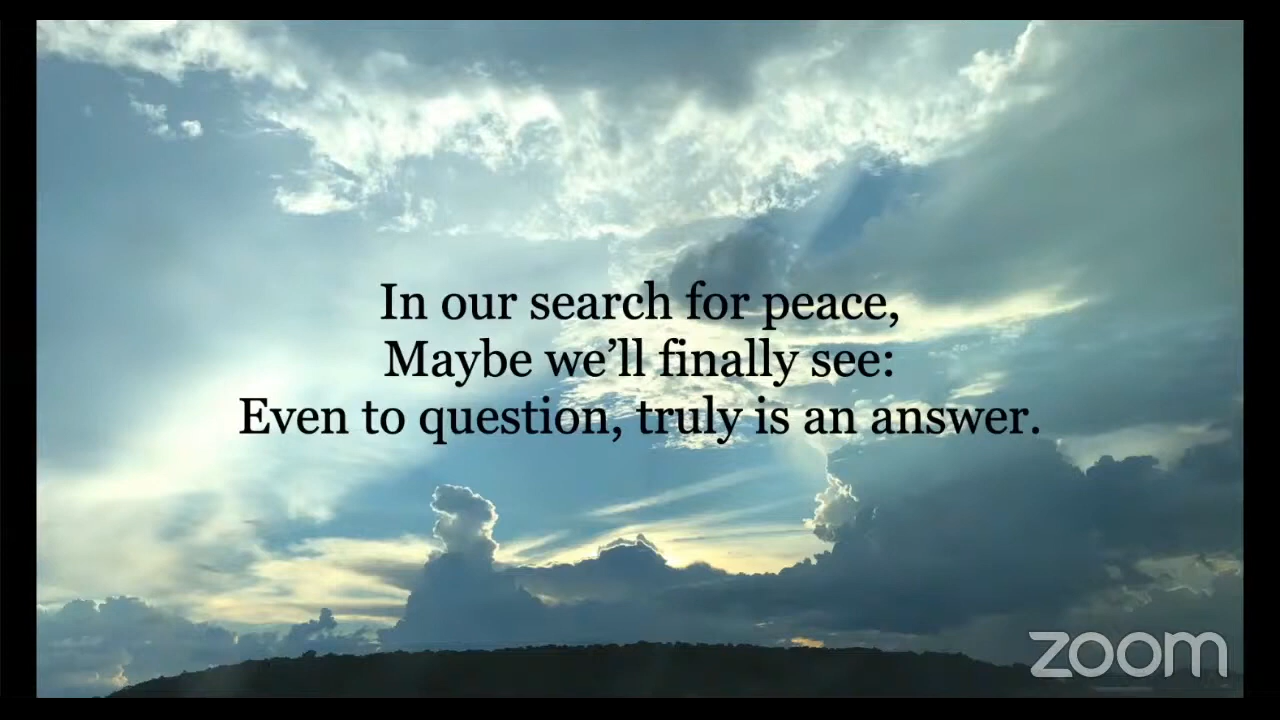 In our search for peace,
Maybe we’ll finally see:
Even to question, truly is an answer.
zoom